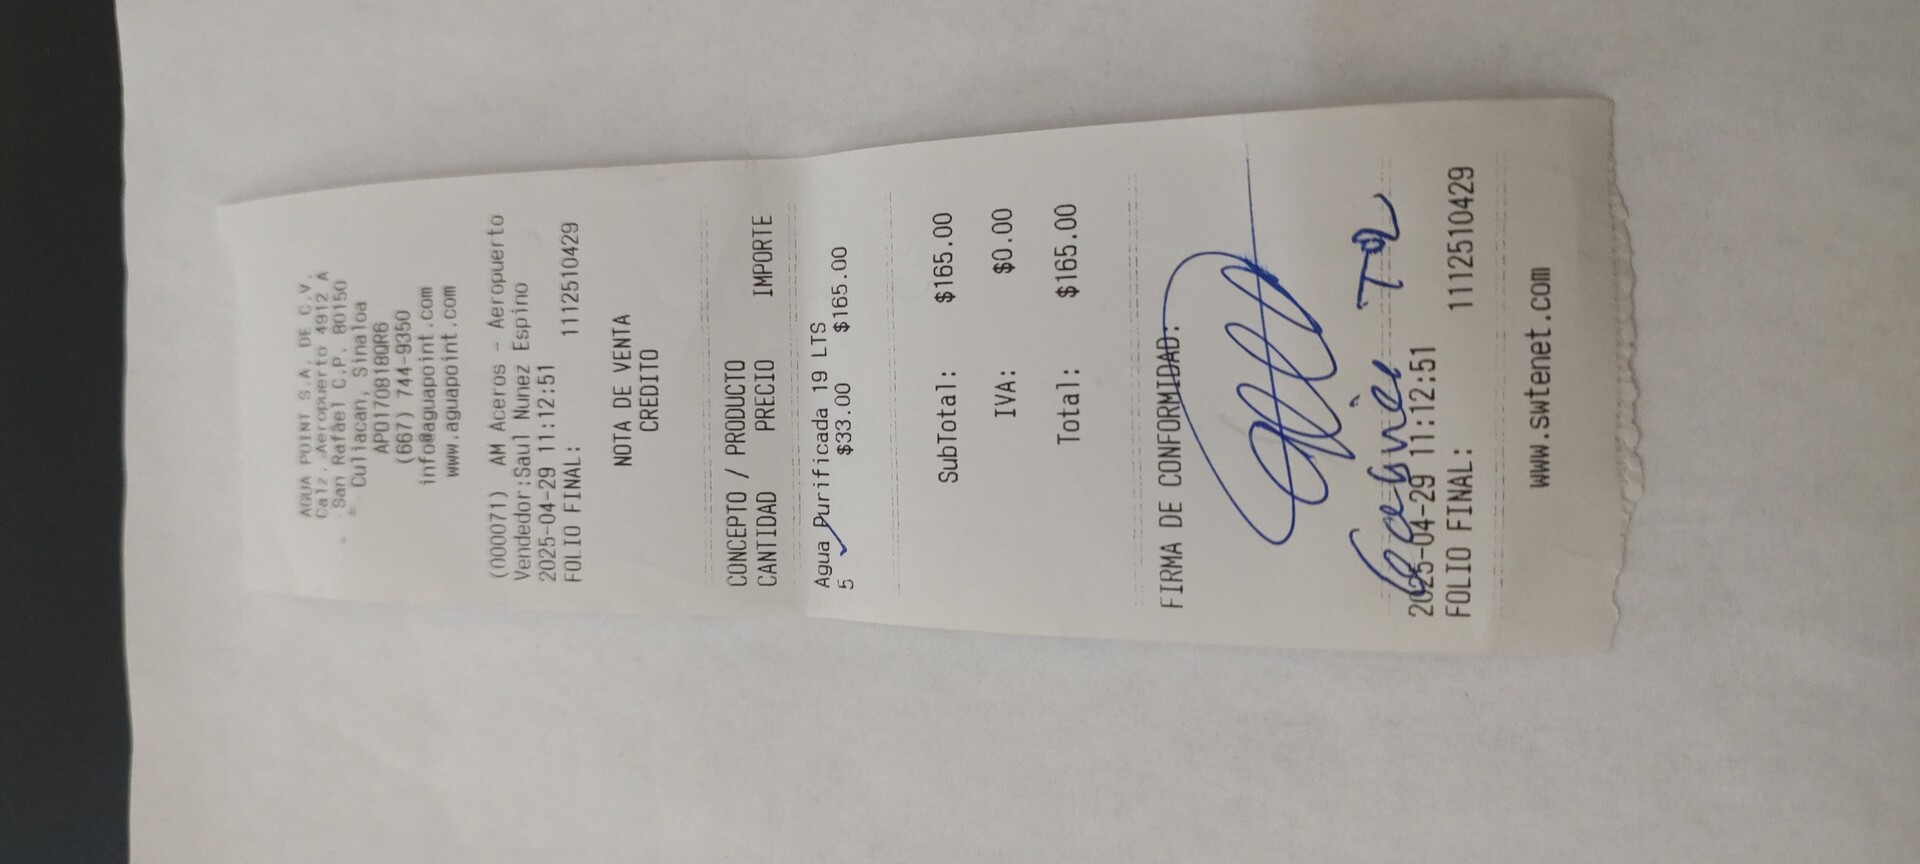 AGUA POINT S.A. DE C.V.
Calz. Aeropuerto 4912 A
San Rafael C.P. 80150
Culiacan, Sinaloa
APO170818QR6
(667) 744-9350
info@aguapoint.com
www.aguapoint.com
(000071) AM Aceros - Aeropuerto
Vendedor:Saul Nunez Espino
2025-04-29 11:12:51
FOLIO FINAL: 1112510429
NOTA DE VENTA
CREDITO
CONCEPTO / PRODUCTO
CANTIDAD PRECIO IMPORTE
Agua Purificada 19 LTS
5 $33.00 $165.00
SubTotal: $165.00
IVA: $0.00
Total: $165.00
FIRMA DE CONFORMIDAD:
2025-04-29 11:12:51
FOLIO FINAL: 1112510429
www.swtenet.com